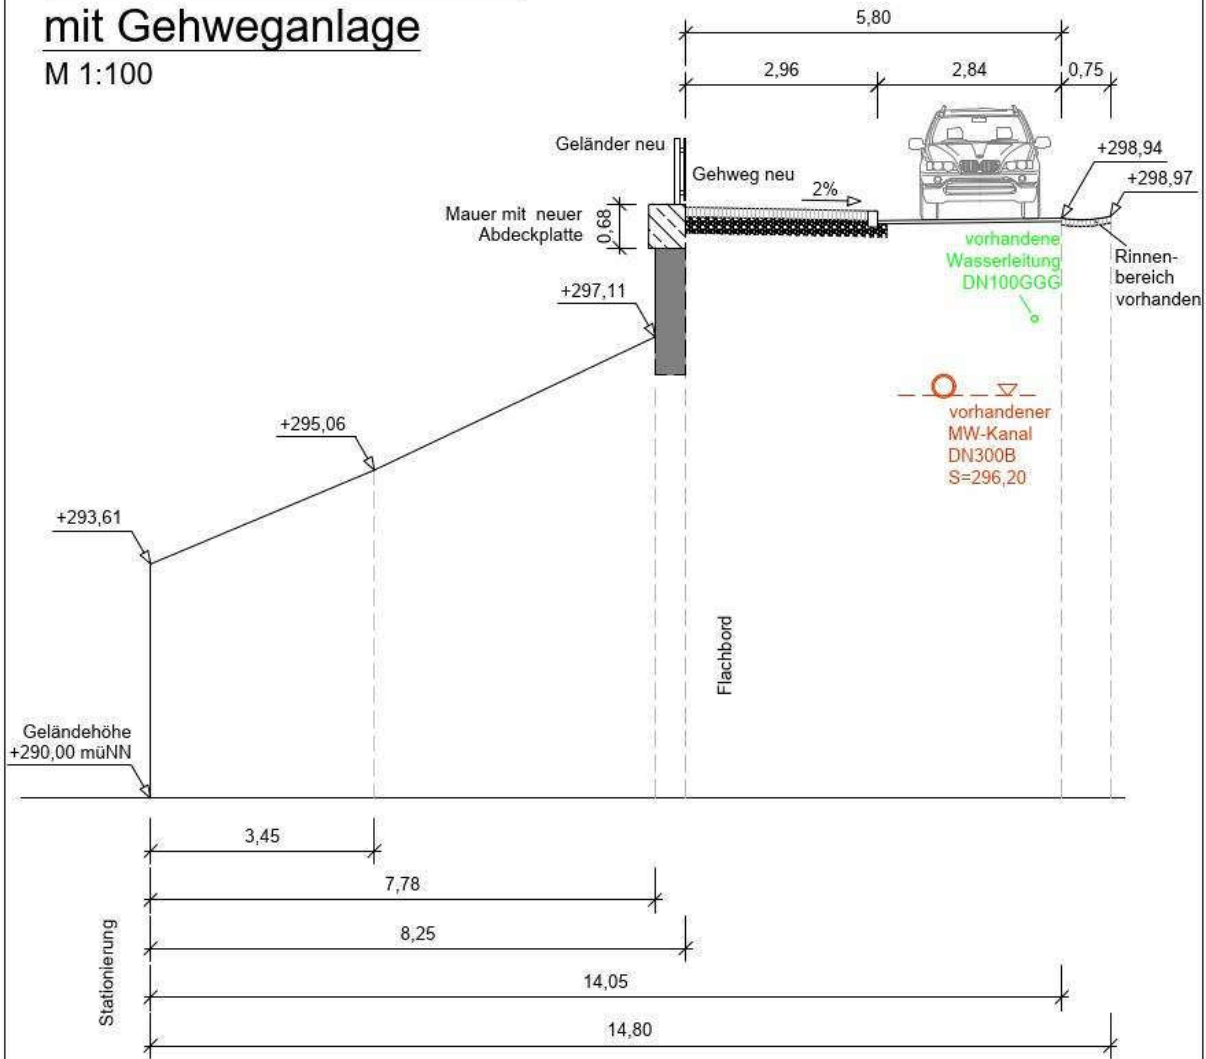 mit Gehweganlage
M 1:100
5,80
2,96
2,84
0,75
Geländer neu
Gehweg neu
2%
+298,94
+298,97
Mauer mit neuer
Abdeckplatte
0,68
vorhandene
Wasserleitung
DN100GGG
Rinnen-
bereich
vorhanden
+297,11
vorhandener
MW-Kanal
DN300B
S=296,20
+295,06
+293,61
Flachbord
Geländehöhe
+290,00 müNN
3,45
7,78
8,25
14,05
14,80
Stationierung